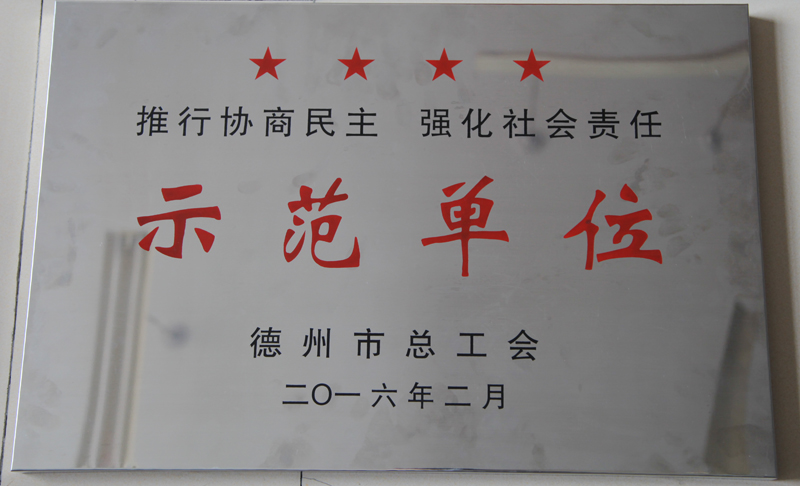 推行协商民主 强化社会责任
示范单位
德州市总工会
二〇一六年二月